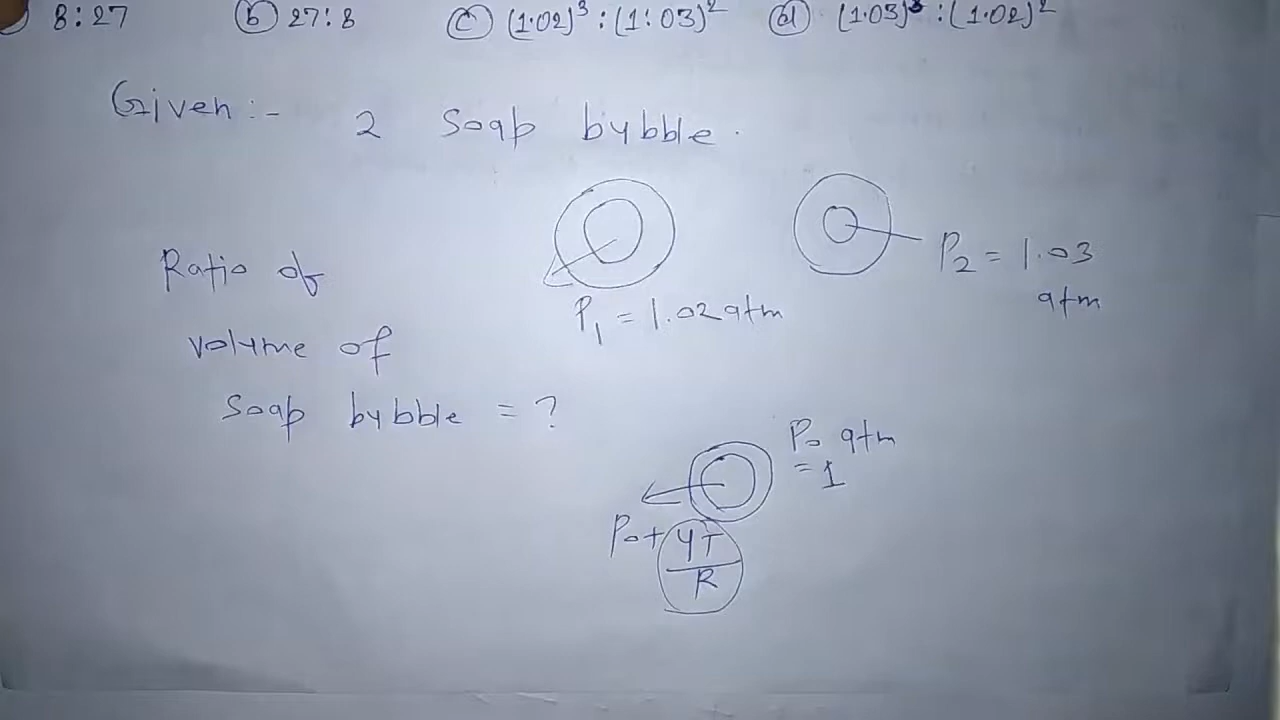 8:27 (b) 27:8 (c) (1.02)³ : (1:03)² (d) (1.03)³ : (1.02)²
Given :- 2 Soap bubble.
Ratio of
volume of
Soap bubble = ?
P₁ = 1.02 atm
P₂ = 1.03
atm
P₀ atm
= 1
P₀ + 4T
R